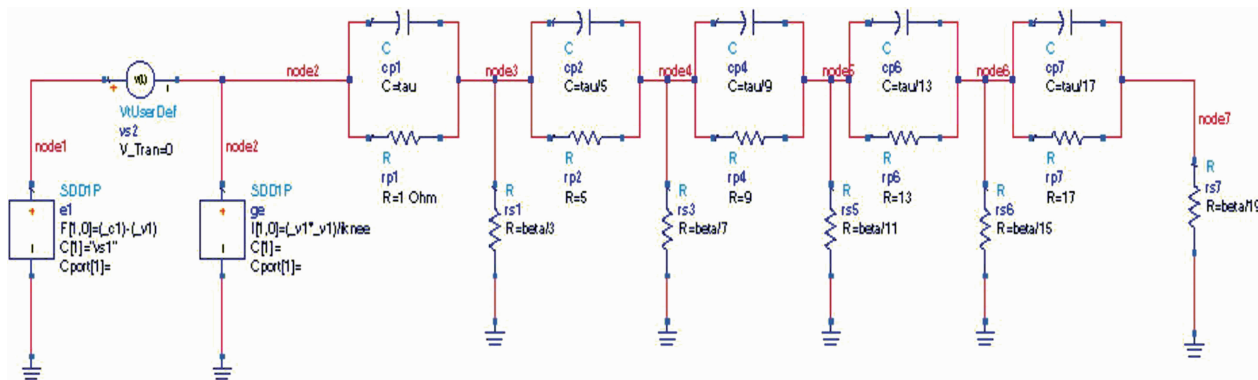 node1
v(t)
VtUserDef
vs2
V_Tran=0
SDD1P
e1
F[1,0]=(_c1)-(_v1)
C[1]="vs1"
Cport[1]=
node2
node2
SDD1P
ge
I[1,0]=(_v1*_v1)/iknee
C[1]=
Cport[1]=
C
cp1
C=tau
R
rp1
R=1 Ohm
node3
R
rs1
R=beta/3
C
cp2
C=tau/5
R
rp2
R=5
node4
R
rs3
R=beta/7
C
cp4
C=tau/9
R
rp4
R=9
node5
R
rs5
R=beta/11
C
cp6
C=tau/13
R
rp6
R=13
node6
R
rs6
R=beta/15
C
cp7
C=tau/17
R
rp7
R=17
node7
R
rs7
R=beta/19